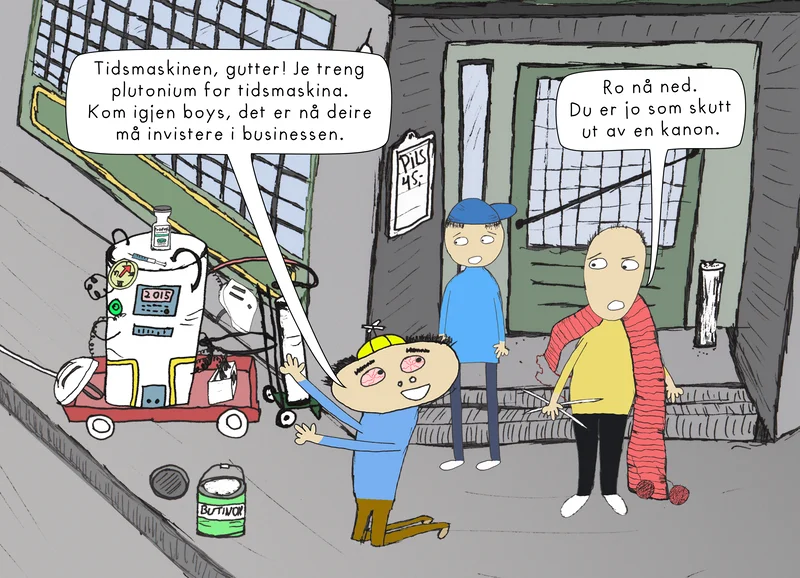 Tidsmaskinen, gutter! Je treng
plutonium for tidsmaskina.
Kom igjen boys, det er nå deire
må invistere i businessen.
Ro nå ned.
Du er jo som skutt
ut av en kanon.
PILS
45,-
2015
BUTINOX